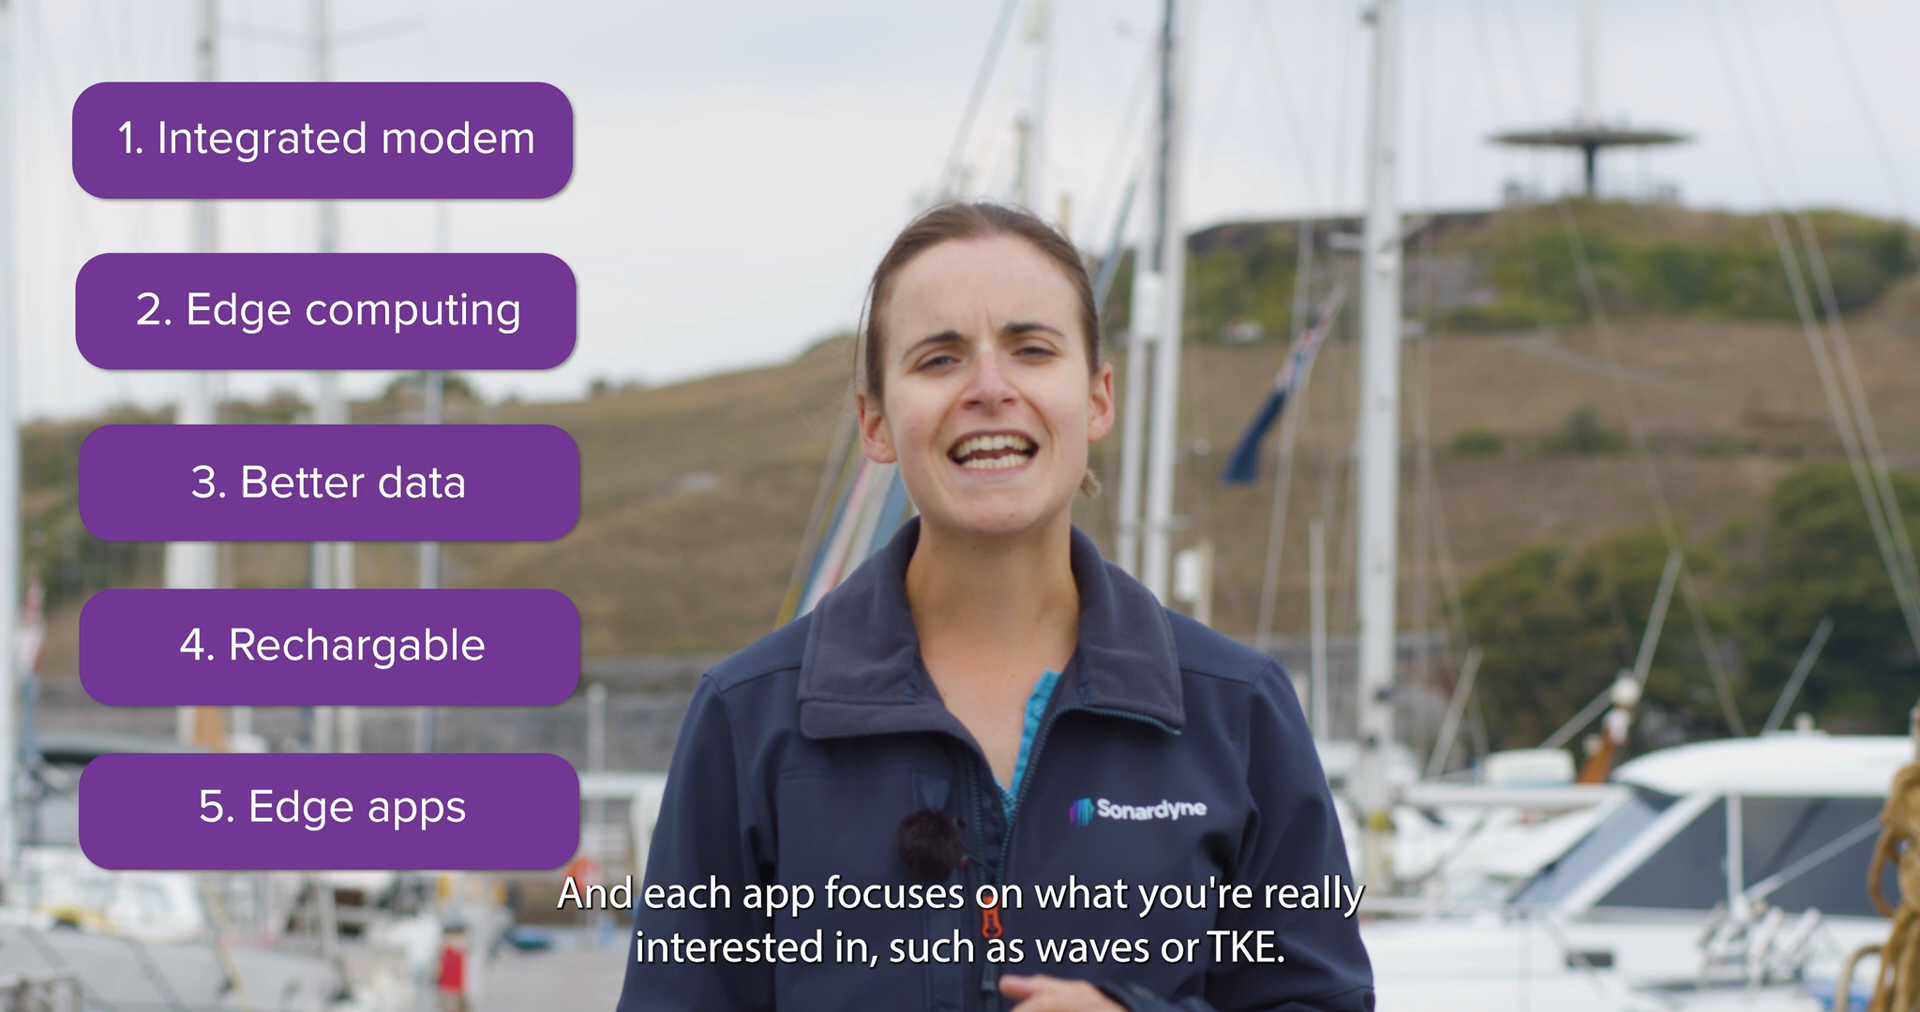 1. Integrated modem
2. Edge computing
3. Better data
4. Rechargable
5. Edge apps
Sonardyne
And each app focuses on what you're really
interested in, such as waves or TKE.